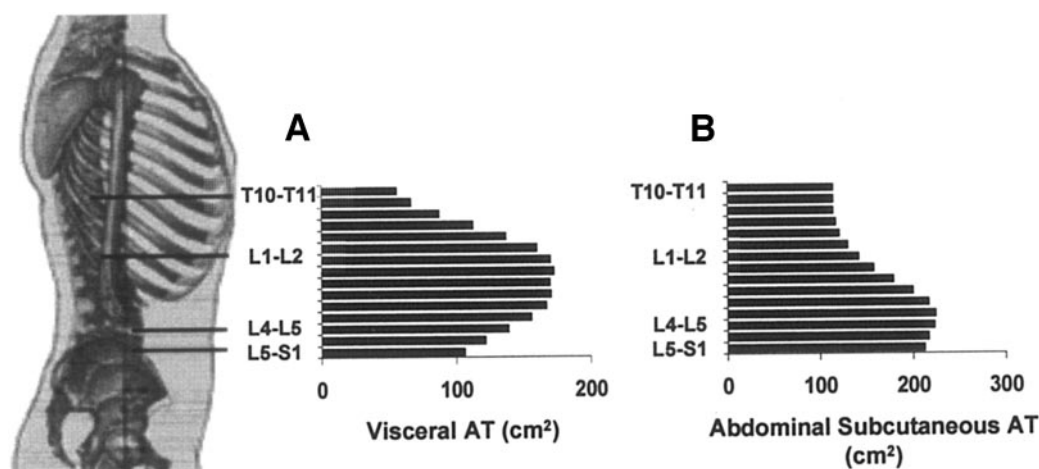 A
B
T10-T11
L1-L2
L4-L5
L5-S1
0 100 200
Visceral AT (cm²)
T10-T11
L1-L2
L4-L5
L5-S1
0 100 200 300
Abdominal Subcutaneous AT
(cm²)